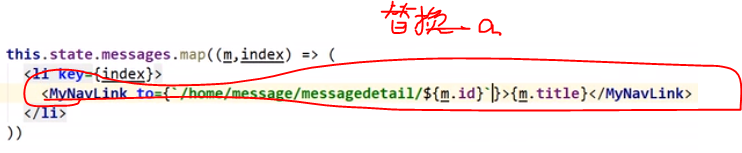 替换 a
this.state.messages.map((m,index) => (
<li key={index}>
<MyNavLink to={`/home/message/messagedetail/${m.id}`}>{m.title}</MyNavLink>
</li>
))